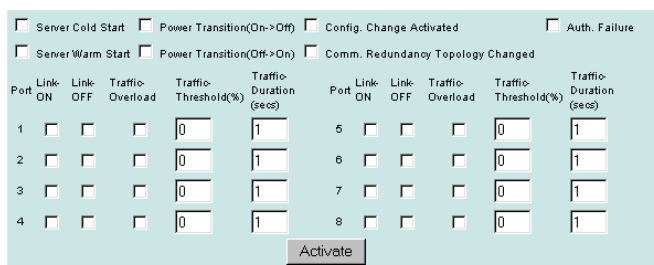 Server Cold Start Power Transition(On->Off) Config. Change Activated Auth. Failure
Server Warm Start Power Transition(Off->On) Comm. Redundancy Topology Changed
Port Link-ON Link-OFF Traffic-Overload Traffic-Threshold(%) Traffic-Duration (secs) Port Link-ON Link-OFF Traffic-Overload Traffic-Threshold(%) Traffic-Duration (secs)
1 0 1 5 0 1
2 0 1 6 0 1
3 0 1 7 0 1
4 0 1 8 0 1
Activate